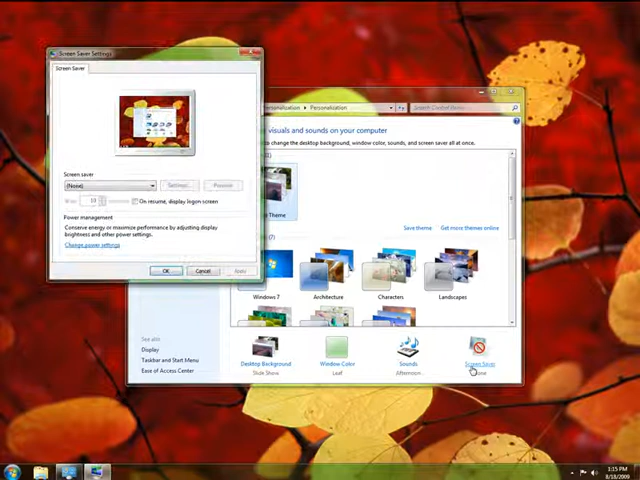 Screen Saver Settings
Screen Saver
Screen saver
(None)
Settings...
Preview
Wait:
10
On resume, display logon screen
Power management
Conserve energy or maximize performance by adjusting display
brightness and other power settings.
Change power settings
OK
Cancel
Apply
Personalization
Personalization
Search Control Panel
visuals and sounds on your computer
to change the desktop background, window color, sounds, and screen saver all at once.
Theme
Save theme
Get more themes online
(7)
Windows 7
Architecture
Characters
Landscapes
See also
Display
Taskbar and Start Menu
Ease of Access Center
Desktop Background
Slide Show
Window Color
Leaf
Sounds
Afternoon
Screen Saver
1:15 PM
8/18/2009